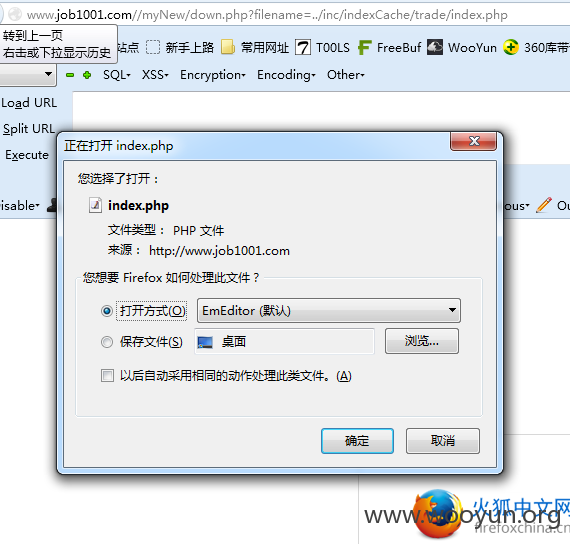 www.job1001.com//myNew/down.php?filename=../inc/indexCache/trade/index.php
转到上一页
右击或下拉显示历史
站点 新手上路 常用网址 T00LS FreeBuf WooYun 360库带
SQL- XSS- Encryption- Encoding- Other-
Load URL
Split URL
Execute
isable-
ous- Ou
正在打开 index.php
您选择了打开：
index.php
文件类型： PHP 文件
来源： http://www.job1001.com
您想要 Firefox 如何处理此文件？
打开方式(O) EmEditor (默认)
保存文件(S) 桌面 浏览...
以后自动采用相同的动作处理此类文件。(A)
确定 取消
火狐中文网
firefoxchina.cn
www.wooyun.org